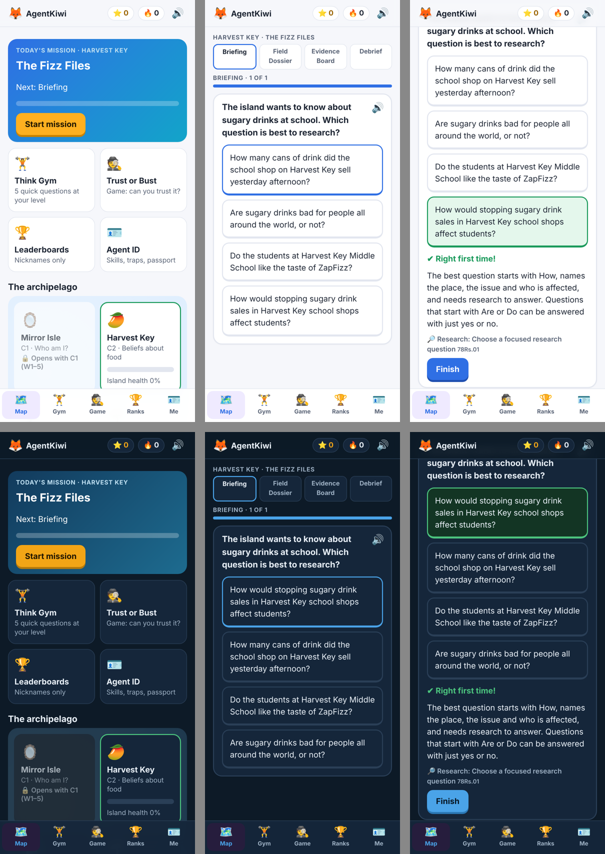 AgentKiwi
0
0
TODAY'S MISSION · HARVEST KEY
The Fizz Files
Next: Briefing
Start mission
Think Gym
5 quick questions at
your level
Trust or Bust
Game: can you trust it?
Leaderboards
Nicknames only
Agent ID
Skills, traps, passport
The archipelago
Mirror Isle
C1 · Who am I?
Opens with C1
(W1–5)
Harvest Key
C2 · Beliefs about
food
Island health 0%
Map
Gym
Game
Ranks
Me
AgentKiwi
0
0
HARVEST KEY · THE FIZZ FILES
Briefing
Field
Dossier
Evidence
Board
Debrief
BRIEFING · 1 OF 1
The island wants to know about
sugary drinks at school. Which
question is best to research?
How many cans of drink did the
school shop on Harvest Key sell
yesterday afternoon?
Are sugary drinks bad for people all
around the world, or not?
Do the students at Harvest Key Middle
School like the taste of ZapFizz?
How would stopping sugary drink
sales in Harvest Key school shops
affect students?
Map
Gym
Game
Ranks
Me
AgentKiwi
0
0
sugary drinks at school. Which
question is best to research?
How many cans of drink did the
school shop on Harvest Key sell
yesterday afternoon?
Are sugary drinks bad for people all
around the world, or not?
Do the students at Harvest Key Middle
School like the taste of ZapFizz?
How would stopping sugary drink
sales in Harvest Key school shops
affect students?
✔ Right first time!
The best question starts with How, names
the place, the issue and who is affected,
and needs research to answer. Questions
that start with Are or Do can be answered
with just yes or no.
Research: Choose a focused research
question 7BRs.01
Finish
Map
Gym
Game
Ranks
Me
AgentKiwi
0
0
TODAY'S MISSION · HARVEST KEY
The Fizz Files
Next: Briefing
Start mission
Think Gym
5 quick questions at
your level
Trust or Bust
Game: can you trust it?
Leaderboards
Nicknames only
Agent ID
Skills, traps, passport
The archipelago
Mirror Isle
C1 · Who am I?
Opens with C1
(W1–5)
Harvest Key
C2 · Beliefs about
food
Island health 0%
Map
Gym
Game
Ranks
Me
AgentKiwi
0
0
HARVEST KEY · THE FIZZ FILES
Briefing
Field
Dossier
Evidence
Board
Debrief
BRIEFING · 1 OF 1
The island wants to know about
sugary drinks at school. Which
question is best to research?
How would stopping sugary drink
sales in Harvest Key school shops
affect students?
How many cans of drink did the
school shop on Harvest Key sell
yesterday afternoon?
Do the students at Harvest Key Middle
School like the taste of ZapFizz?
Are sugary drinks bad for people all
around the world, or not?
Map
Gym
Game
Ranks
Me
AgentKiwi
0
0
sugary drinks at school. Which
question is best to research?
How would stopping sugary drink
sales in Harvest Key school shops
affect students?
How many cans of drink did the
school shop on Harvest Key sell
yesterday afternoon?
Do the students at Harvest Key Middle
School like the taste of ZapFizz?
Are sugary drinks bad for people all
around the world, or not?
✔ Right first time!
The best question starts with How, names
the place, the issue and who is affected,
and needs research to answer. Questions
that start with Are or Do can be answered
with just yes or no.
Research: Choose a focused research
question 7BRs.01
Finish
Map
Gym
Game
Ranks
Me